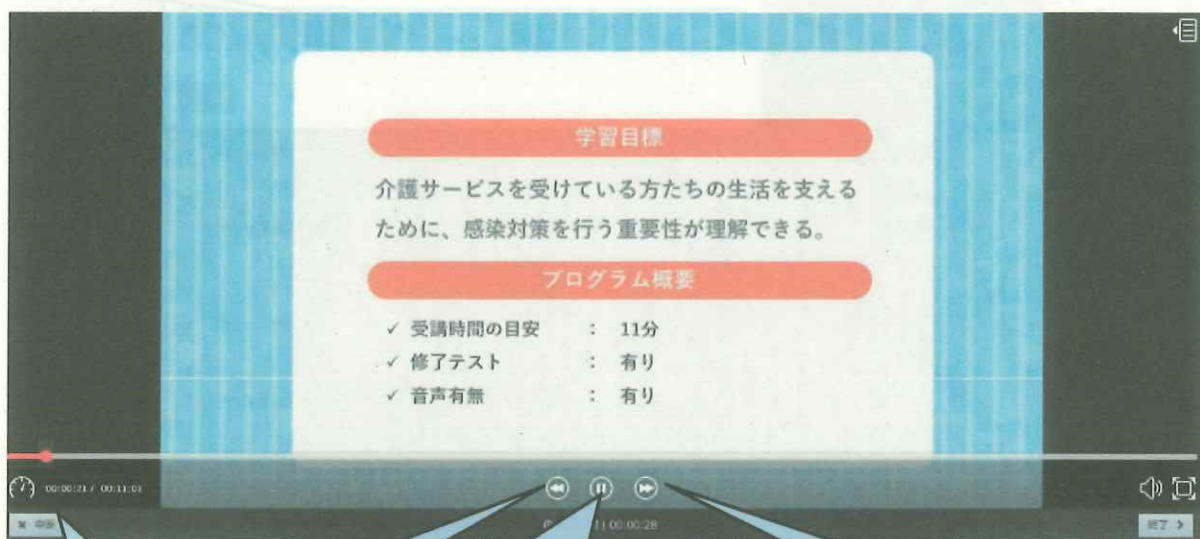 学習目標
介護サービスを受けている方たちの生活を支える
ために、感染対策を行う重要性が理解できる。
プログラム概要
✓ 受講時間の目安 : 11分
✓ 修了テスト : 有り
✓ 音声有無 : 有り
00:00:21 / 00:11:01
✖ 中断
00:00:28
終了 >